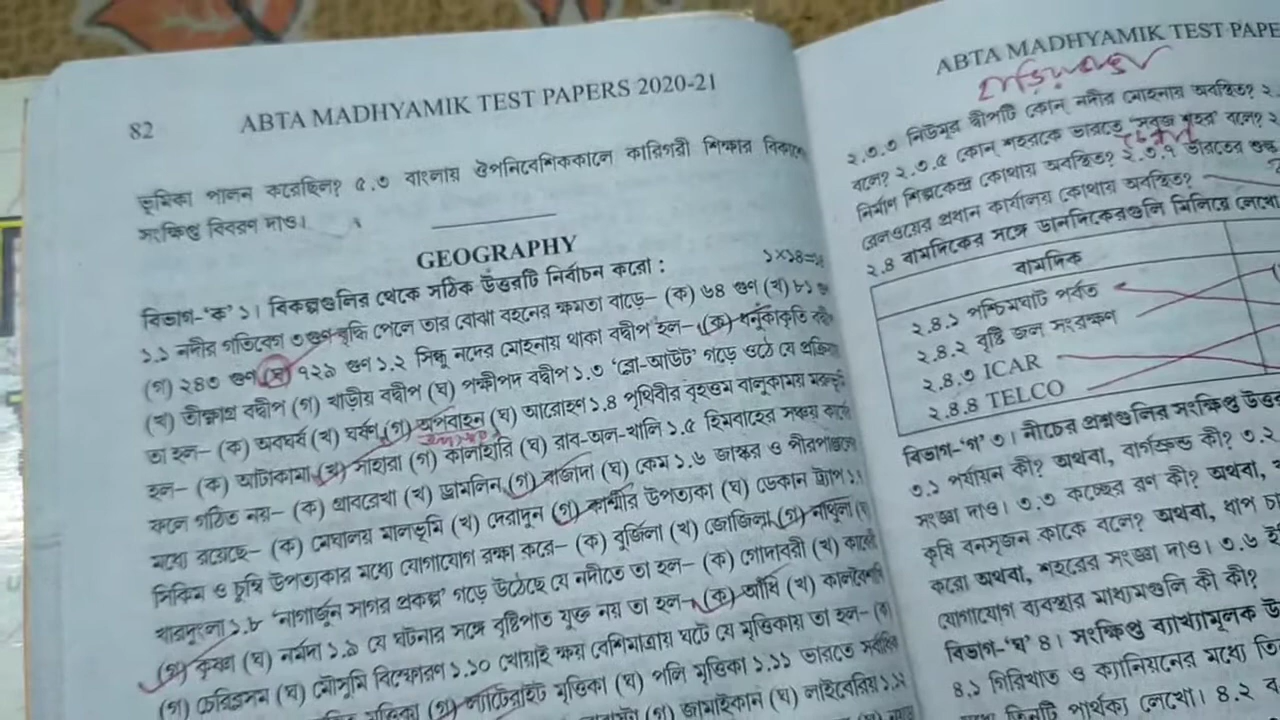 82
ABTA MADHYAMIK TEST PAPERS 2020-21
ভূমিকা পালন করেছিল? ৫.৩ বাংলায় ঔপনিবেশিককালে কারিগরী শিক্ষার বিকাশে
সংক্ষিপ্ত বিবরণ দাও।
GEOGRAPHY
বিভাগ-‘ক’ ১। বিকল্পগুলির থেকে সঠিক উত্তরটি নির্বাচন করো : ১×১৪=১৪
১.১ নদীর গতিবেগ ৩ গুণ বৃদ্ধি পেলে তার বোঝা বহনের ক্ষমতা বাড়ে– (ক) ৬৪ গুণ (খ) ৮১
(গ) ২৪৩ গুণ (ঘ) ৭২৯ গুণ ১.২ সিন্ধু নদের মোহনায় থাকা বদ্বীপ হল– (ক) ধনুকাকৃতি
(খ) তীক্ষ্ণাগ্র বদ্বীপ (গ) খাড়ীয় বদ্বীপ (ঘ) পক্ষীপদ বদ্বীপ ১.৩ ‘ব্লো-আউট’ গড়ে ওঠে যে প্রক্রিয়ায়
তা হল– (ক) অবঘর্ষ (খ) ঘর্ষণ (গ) অপবাহন (ঘ) আরোহণ ১.৪ পৃথিবীর বৃহত্তম বালুকাময় মরুভূমি
হল– (ক) আটাকামা (খ) সাহারা (গ) কালাহারি (ঘ) রাব-অল-খালি ১.৫ হিমবাহের সঞ্চয় কার্যে
ফলে গঠিত নয়– (ক) গ্রাবরেখা (খ) ড্রামলিন (গ) বাজাদা (ঘ) কেম ১.৬ জাস্কর ও পীরপাঞ্জালের
মধ্যে রয়েছে– (ক) মেঘালয় মালভূমি (খ) দেরাদুন (গ) কাশ্মীর উপত্যকা (ঘ) ডেকান ট্র্যাপ ১.৭
সিকিম ও চুম্বি উপত্যকার মধ্যে যোগাযোগ রক্ষা করে– (ক) বুর্জিলা (খ) জোজিলা (গ) নাথুলা (ঘ)
খারদুংলা ১.৮ ‘নাগার্জুন সাগর প্রকল্প’ গড়ে উঠেছে যে নদীতে তা হল– (ক) গোদাবরী (খ) কাবেরী
(গ) কৃষ্ণা (ঘ) নর্মদা ১.৯ যে ঘটনার সঙ্গে বৃষ্টিপাত যুক্ত নয় তা হল– (ক) আঁধি (খ) কালবৈশাখি
(গ) চেরিব্লসম (ঘ) মৌসুমি বিস্ফোরণ ১.১০ খোয়াই ক্ষয় বেশিমাত্রায় ঘটে যে মৃত্তিকায় তা হল– (ক)
মৃত্তিকা (গ) ল্যাটেরাইট মৃত্তিকা (ঘ) পলি মৃত্তিকা ১.১১ ভারতে সর্বাধিক
(গ) জামাইকান (ঘ) লাইবেরিয় ১.১২
ABTA MADHYAMIK TEST PAPE
২.৩.৩ নিউমুর দ্বীপটি কোন্ নদীর মোহনায় অবস্থিত? ২.
বলে? ২.৩.৫ কোন্ শহরকে ভারতে ‘সবুজ শহর’ বলে? ২
নির্মাণ শিল্পকেন্দ্র কোথায় অবস্থিত? ২.৩.৭ ভারতের শুল্ক
রেলওয়ের প্রধান কার্যালয় কোথায় অবস্থিত?
২.৪ বামদিকের সঙ্গে ডানদিকেরগুলি মিলিয়ে লেখো
বামদিক
২.৪.১ পশ্চিমঘাট পর্বত
২.৪.২ বৃষ্টি জল সংরক্ষণ
২.৪.৩ ICAR
২.৪.৪ TELCO
বিভাগ-‘গ’ ৩। নীচের প্রশ্নগুলির সংক্ষিপ্ত উত্তর
৩.১ পর্যায়ন কী? অথবা, বার্গস্রুন্ড কী? ৩.২
সংজ্ঞা দাও। ৩.৩ কচ্ছের রণ কী? অথবা,
কৃষি বনসৃজন কাকে বলে? অথবা, ধাপ চা
করো অথবা, শহরের সংজ্ঞা দাও। ৩.৬ ই
যোগাযোগ ব্যবস্থার মাধ্যমগুলি কী কী?
বিভাগ-‘ঘ’ ৪। সংক্ষিপ্ত ব্যাখ্যামূলক উ
৪.১ গিরিখাত ও ক্যানিয়নের মধ্যে তি
তিনটি পার্থক্য লেখো। ৪.২ ব